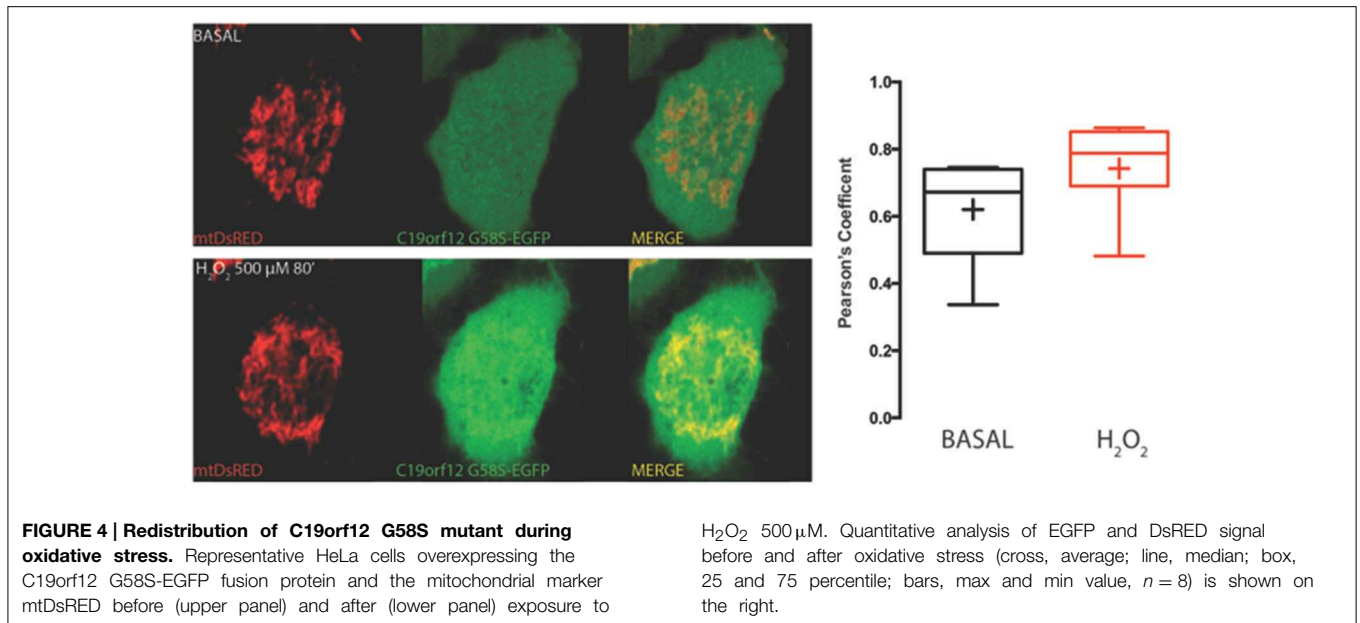 BASAL
mtDsRED
C19orf12 G58S-EGFP
MERGE
H₂O₂ 500 µM 80'
mtDsRED
C19orf12 G58S-EGFP
MERGE
Pearson's Coefficent
1.0
0.8
0.6
0.4
0.2
0.0
BASAL
H₂O₂
FIGURE 4 | Redistribution of C19orf12 G58S mutant during
oxidative stress. Representative HeLa cells overexpressing the
C19orf12 G58S-EGFP fusion protein and the mitochondrial marker
mtDsRED before (upper panel) and after (lower panel) exposure to
H₂O₂ 500 µM. Quantitative analysis of EGFP and DsRED signal
before and after oxidative stress (cross, average; line, median; box,
25 and 75 percentile; bars, max and min value, n = 8) is shown on
the right.